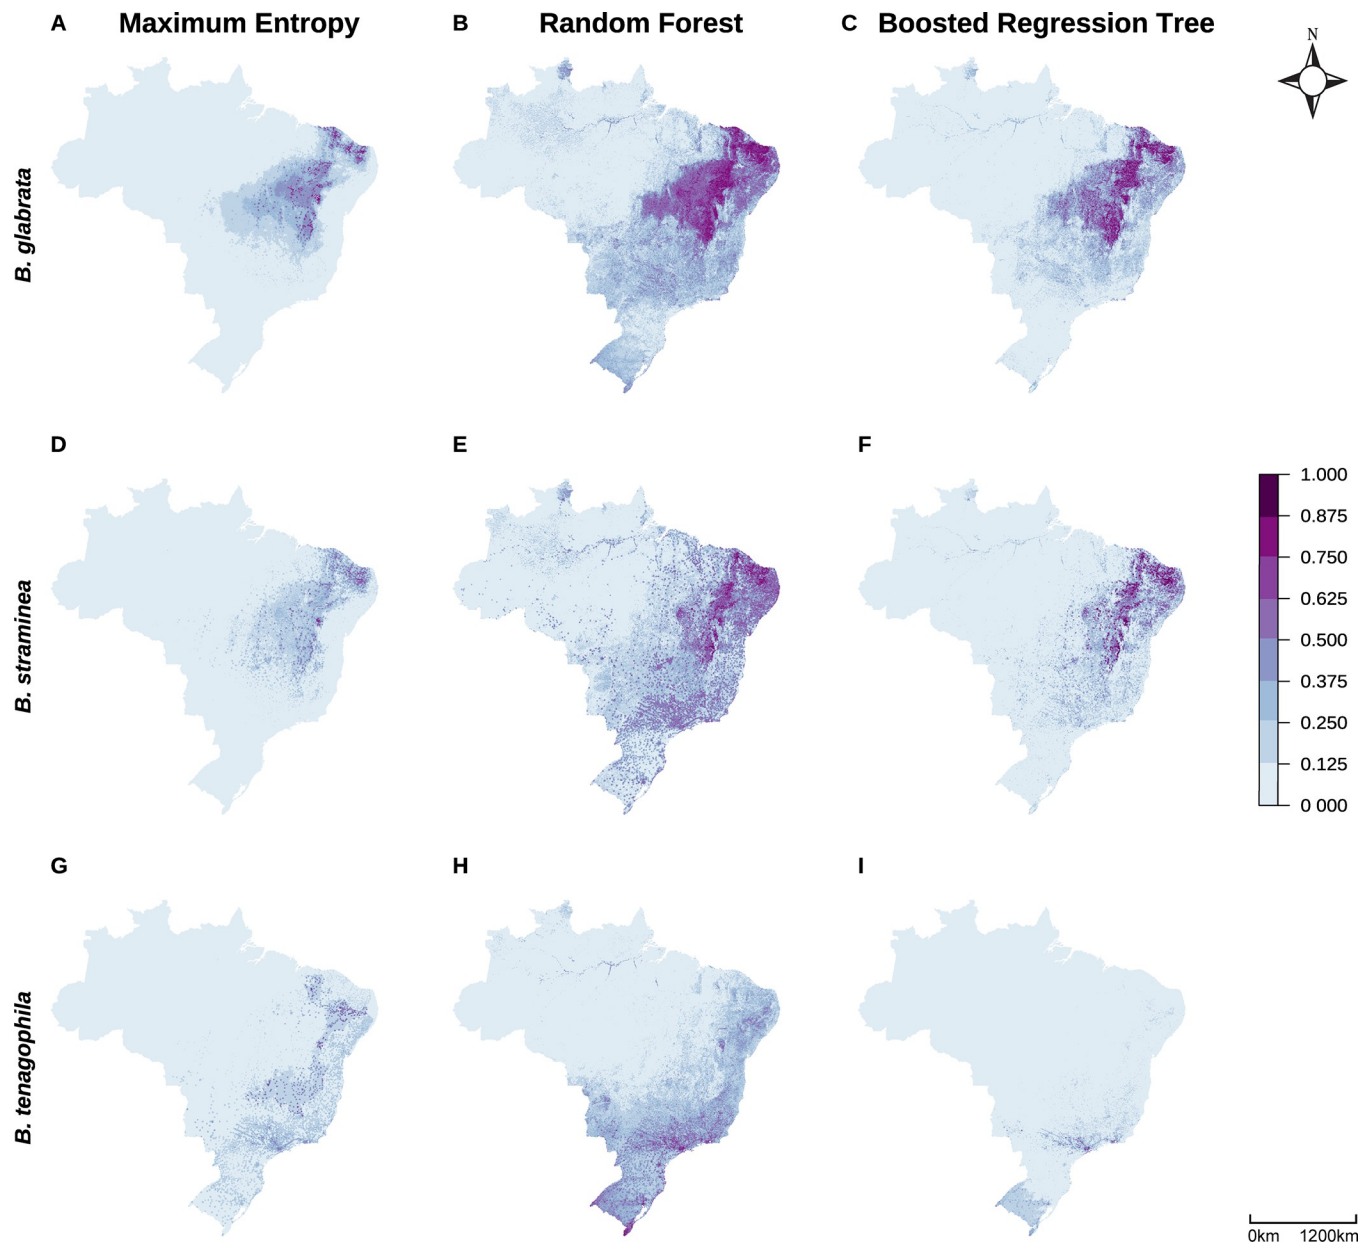 A Maximum Entropy B Random Forest C Boosted Regression Tree
N
B. glabrata
D E F
B. straminea
1.000
0.875
0.750
0.625
0.500
0.375
0.250
0.125
0 000
G H I
B. tenagophila
0km 1200km